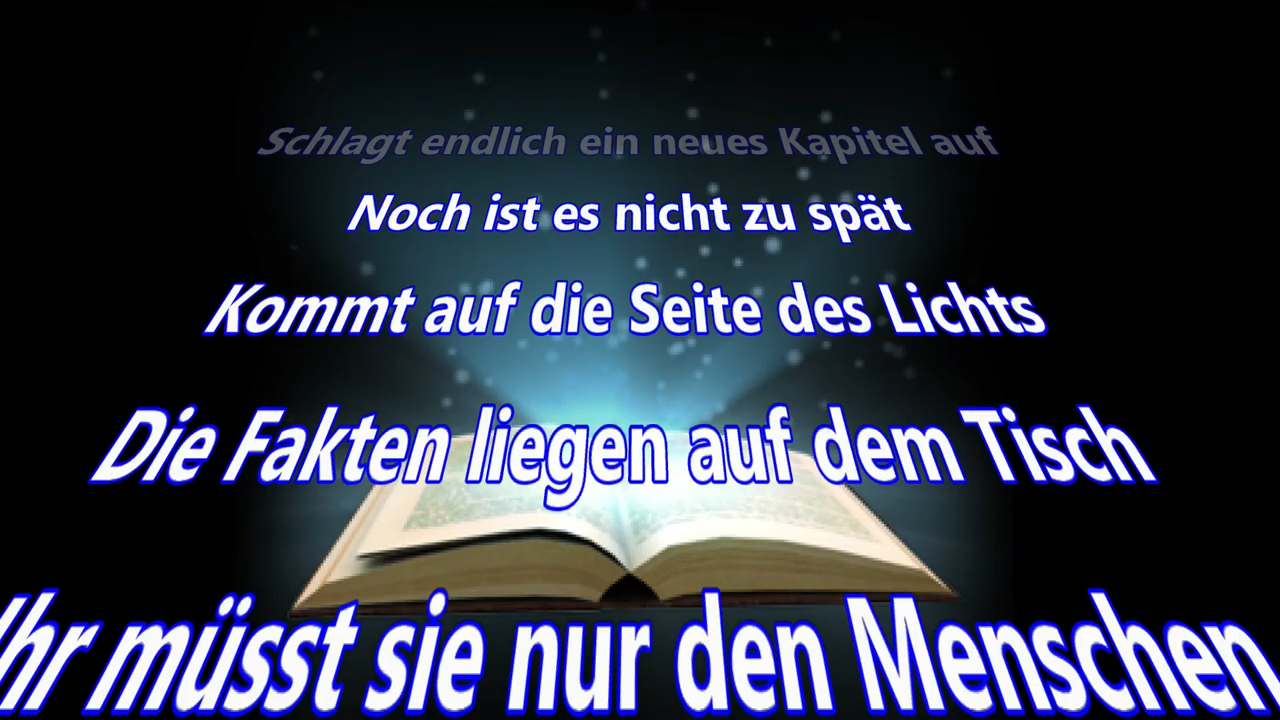 Schlagt endlich ein neues Kapitel auf
Noch ist es nicht zu spät
Kommt auf die Seite des Lichts
Die Fakten liegen auf dem Tisch
Ihr müsst sie nur den Menschen